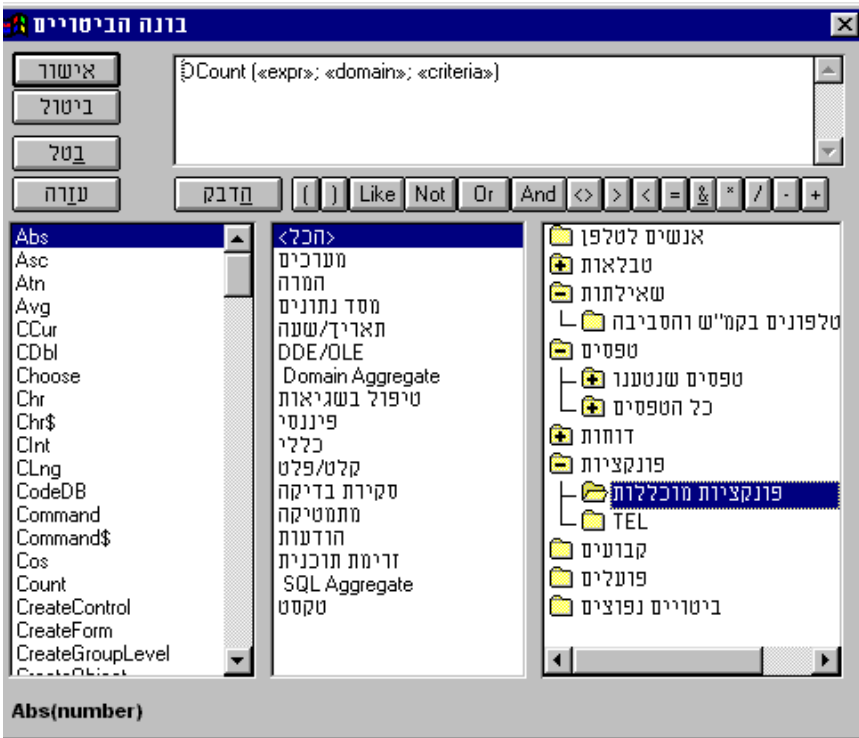 בונה הביטויים
אישור
ביטול
בטל
עזרה
DCount («expr»; «domain»; «criteria»)
הדבק
( ) Like Not Or And <> > < = & * / - +
אנשים לטלפן
טבלאות
שאילתות
טלפונים בקמ"ש והסביבה
טפסים
טפסים שנטענו
כל הטפסים
דוחות
פונקציות
פונקציות מוכללות
TEL
קבועים
פועלים
ביטויים נפוצים
<הכל>
מערכים
המרה
מסד נתונים
תאריך/שעה
DDE/OLE
Domain Aggregate
טיפול בשגיאות
פיננסי
כללי
קלט/פלט
סקירת בדיקה
מתמטיקה
הודעות
זרימת תוכנית
SQL Aggregate
טקסט
Abs
Asc
Atn
Avg
CCur
CDbl
Choose
Chr
Chr$
CInt
CLng
CodeDB
Command
Command$
Cos
Count
CreateControl
CreateForm
CreateGroupLevel
Abs(number)